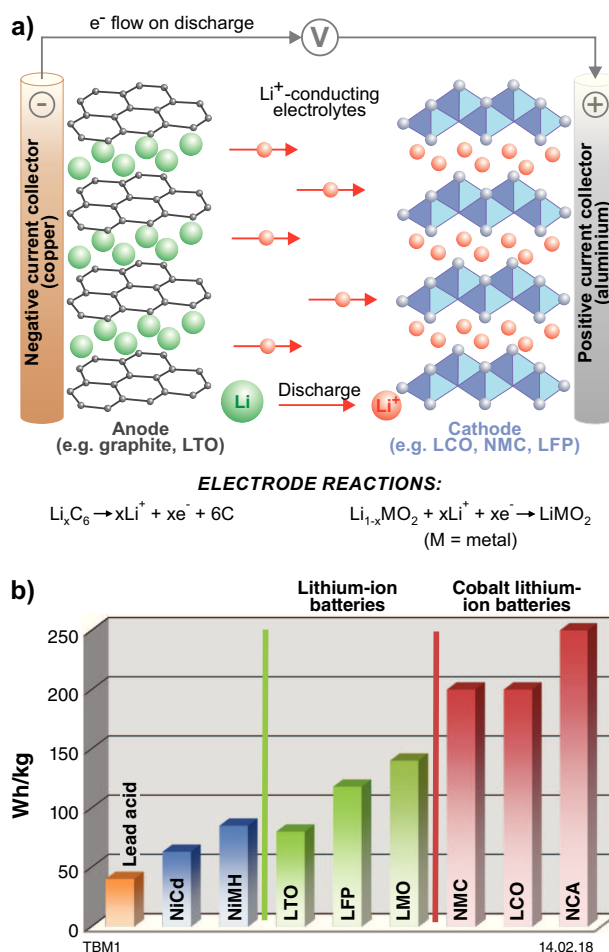 a)
e⁻ flow on discharge
V
-
+
Li⁺-conducting
electrolytes
Negative current collector
(copper)
Positive current collector
(aluminium)
Li
Discharge
Li⁺
Anode
(e.g. graphite, LTO)
Cathode
(e.g. LCO, NMC, LFP)
ELECTRODE REACTIONS:
LiₓC₆→xLi⁺ + xe⁻ + 6C
Li₁₋ₓMO₂ + xLi⁺ + xe⁻→ LiMO₂
(M = metal)
b)
Lithium-ion
batteries
Cobalt lithium-
ion batteries
250
200
150
100
50
0
Wh/kg
Lead acid
NiCd
NiMH
LTO
LFP
LMO
NMC
LCO
NCA
TBM1
14.02.18